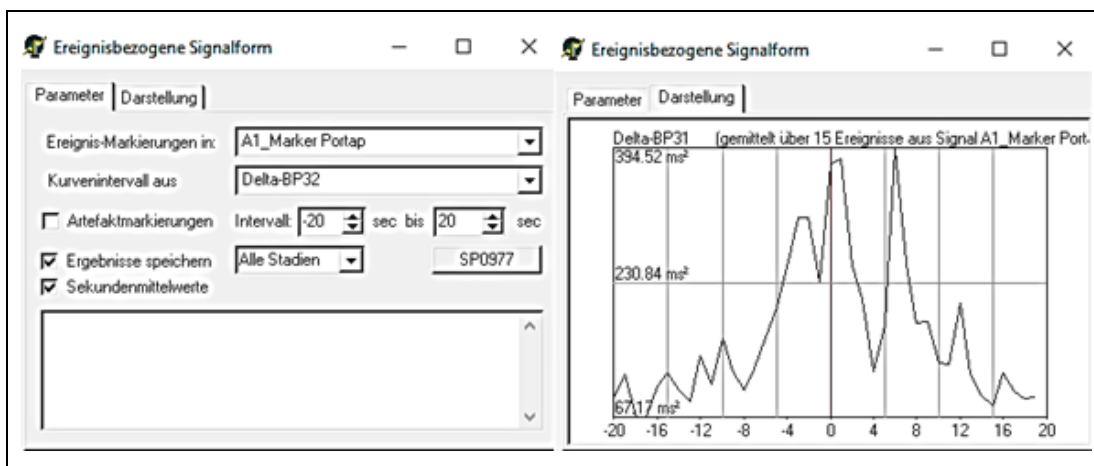 Ereignisbezogene Signalform
Parameter Darstellung
Ereignis-Markierungen in: A1_Marker Portap
Kurvenintervall aus Delta-BP32
Artefaktmarkierungen Intervall: -20 sec bis 20 sec
Ergebnisse speichern Alle Stadien SP0977
Sekundenmittelwerte
Ereignisbezogene Signalform
Parameter Darstellung
Delta-BP31 (gemittelt über 15 Ereignisse aus Signal A1_Marker Port
394.52 ms²
230.84 ms²
67.17 ms²
-20 -16 -12 -8 -4 0 4 8 12 16 20